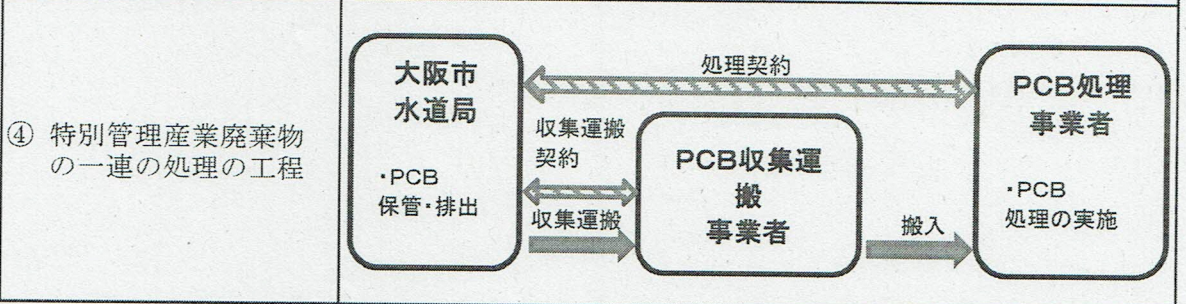 ④ 特別管理産業廃棄物
の一連の処理の工程
大阪市
水道局
・PCB
保管・排出
処理契約
収集運搬
契約
収集運搬
PCB収集運
搬
事業者
搬入
PCB処理
事業者
・PCB
処理の実施